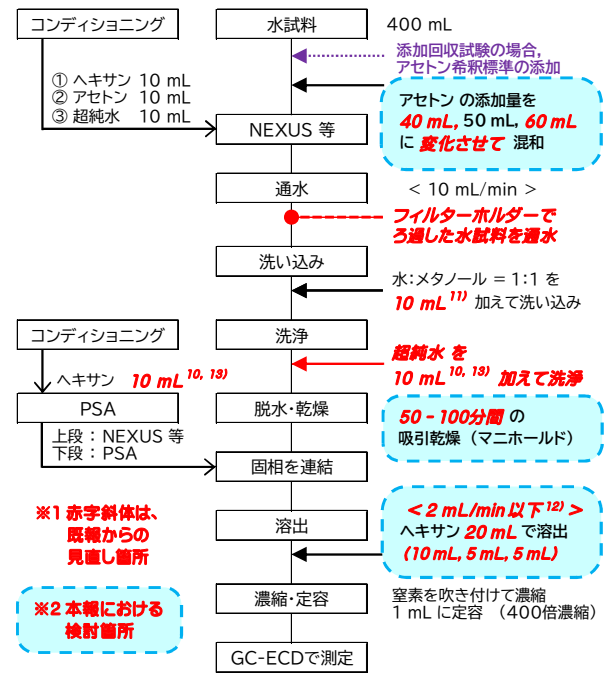 コンディショニング
水試料
400 mL
添加回収試験の場合,
アセトン希釈標準の添加
① ヘキサン 10 mL
② アセトン 10 mL
③ 超純水 10 mL
アセトン の添加量を
40 mL, 50 mL, 60 mL
に 変化させて 混和
NEXUS 等
通水
< 10 mL/min >
フィルターホルダーで
ろ過した水試料を通水
洗い込み
水:メタノール = 1:1 を
10 mL 11) 加えて洗い込み
コンディショニング
洗浄
超純水 を
10 mL 10, 13) 加えて洗浄
ヘキサン 10 mL 10, 13)
PSA
脱水・乾燥
50 - 100分間 の
吸引乾燥 (マニホールド)
上段 : NEXUS 等
下段 : PSA
固相を連結
※1 赤字斜体は、
既報からの
見直し箇所
溶出
< 2 mL/min 以下 12) >
ヘキサン 20 mL で溶出
(10 mL, 5 mL, 5 mL)
※2 本報における
検討箇所
濃縮・定容
窒素を吹き付けて濃縮
1 mL に定容 (400倍濃縮)
GC-ECDで測定